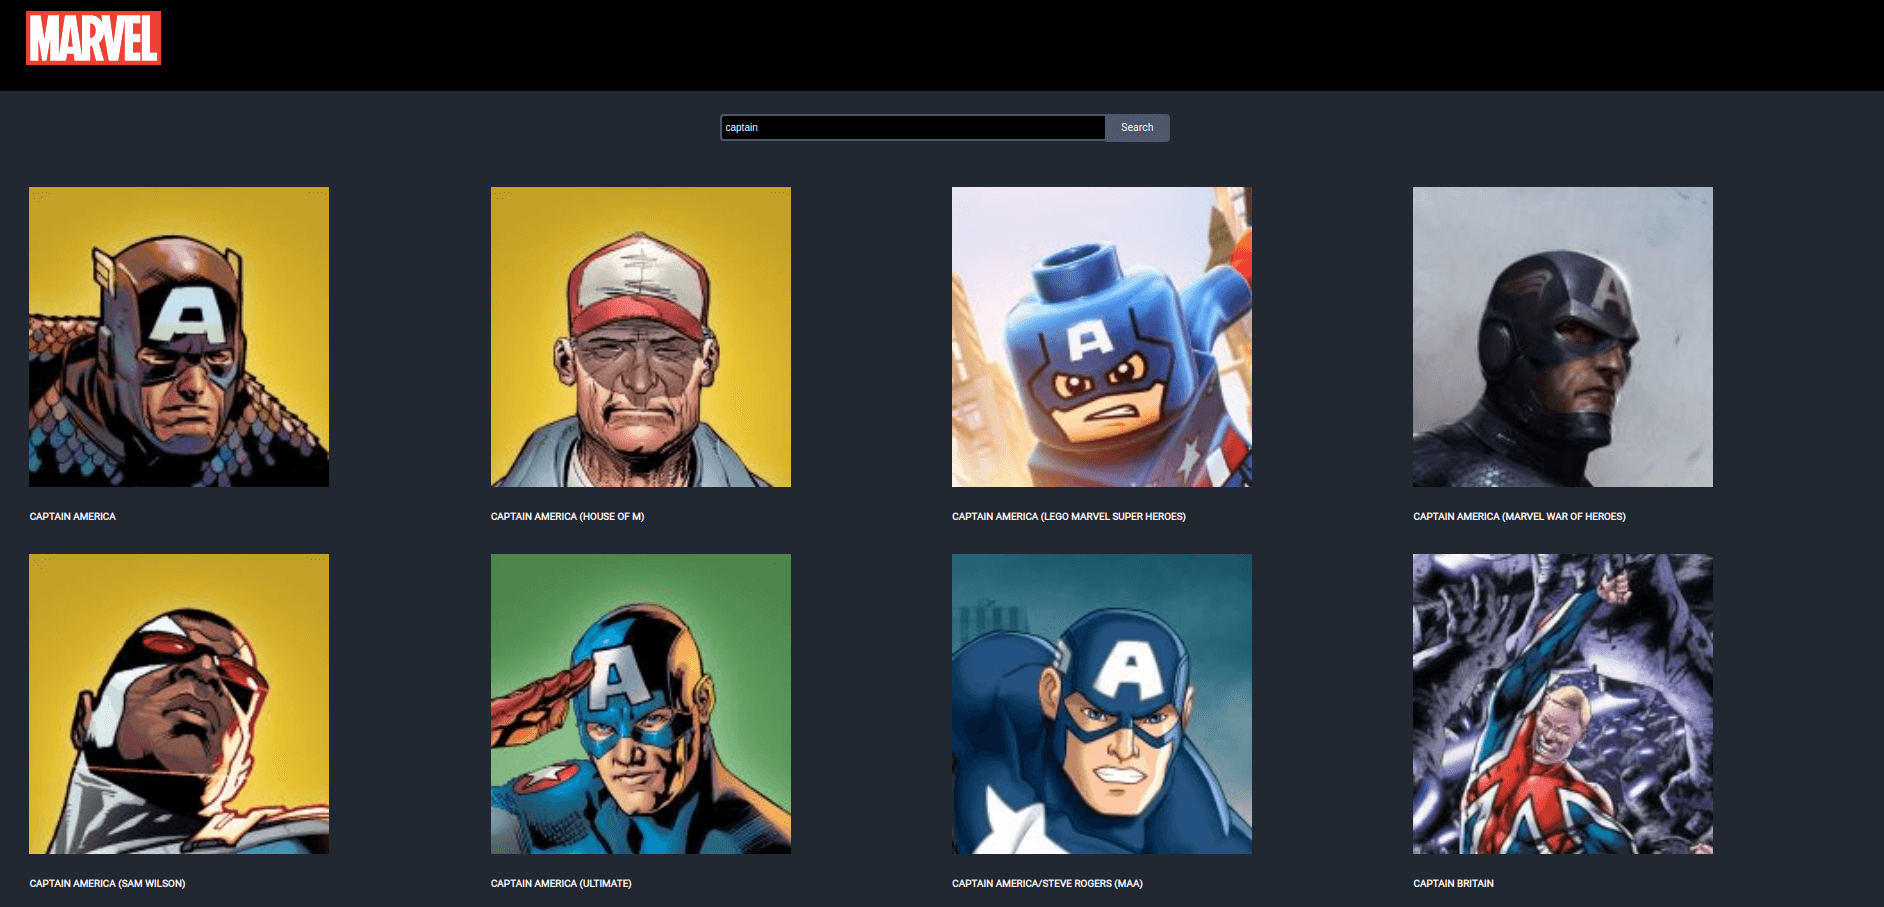 MARVEL
captain
Search
CAPTAIN AMERICA
CAPTAIN AMERICA (HOUSE OF M)
CAPTAIN AMERICA (LEGO MARVEL SUPER HEROES)
CAPTAIN AMERICA (MARVEL WAR OF HEROES)
CAPTAIN AMERICA (SAM WILSON)
CAPTAIN AMERICA (ULTIMATE)
CAPTAIN AMERICA/STEVE ROGERS (MAA)
CAPTAIN BRITAIN